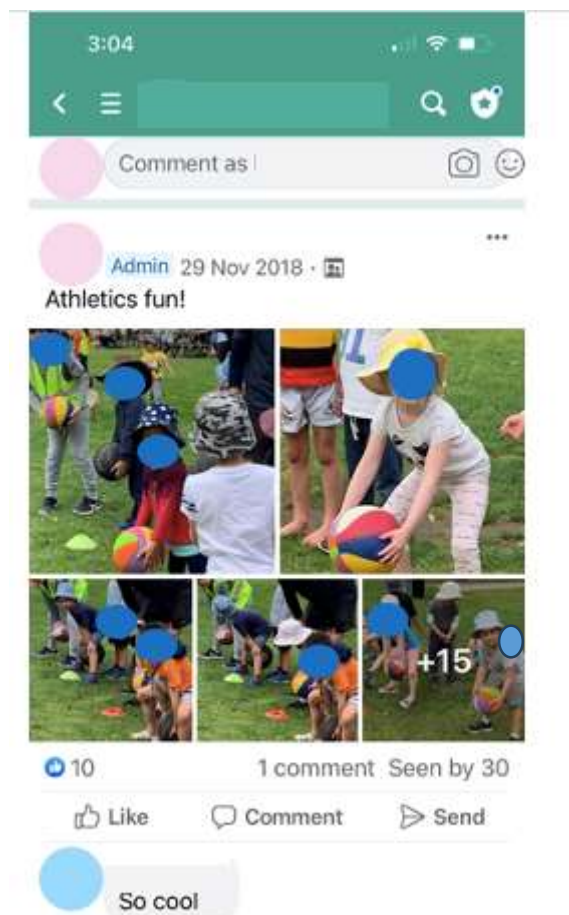 3:04
Comment as
Admin 29 Nov 2018 ·
Athletics fun!
+15
10
1 comment Seen by 30
Like Comment Send
So cool